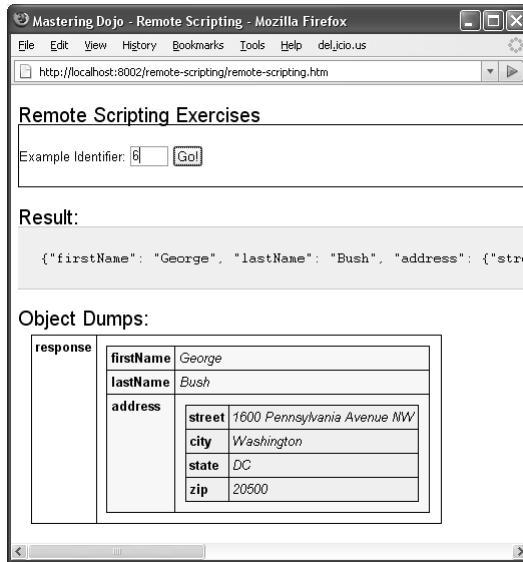 Mastering Dojo - Remote Scripting - Mozilla Firefox
File Edit View History Bookmarks Tools Help del.icio.us
http://localhost:8002/remote-scripting/remote-scripting.htm
Remote Scripting Exercises
Example Identifier: 6 Go!
Result:
{"firstName": "George", "lastName": "Bush", "address": {"str
Object Dumps:
response
firstName George
lastName Bush
address
street 1600 Pennsylvania Avenue NW
city Washington
state DC
zip 20500